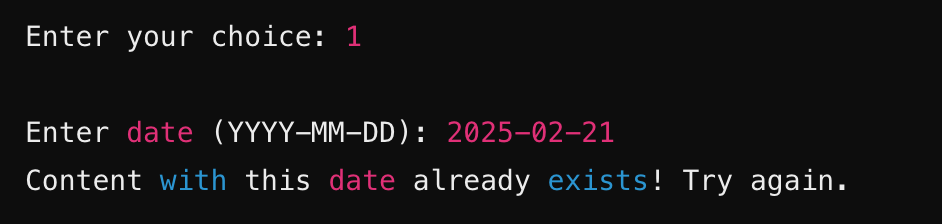 Enter your choice: 1
Enter date (YYYY-MM-DD): 2025-02-21
Content with this date already exists! Try again.